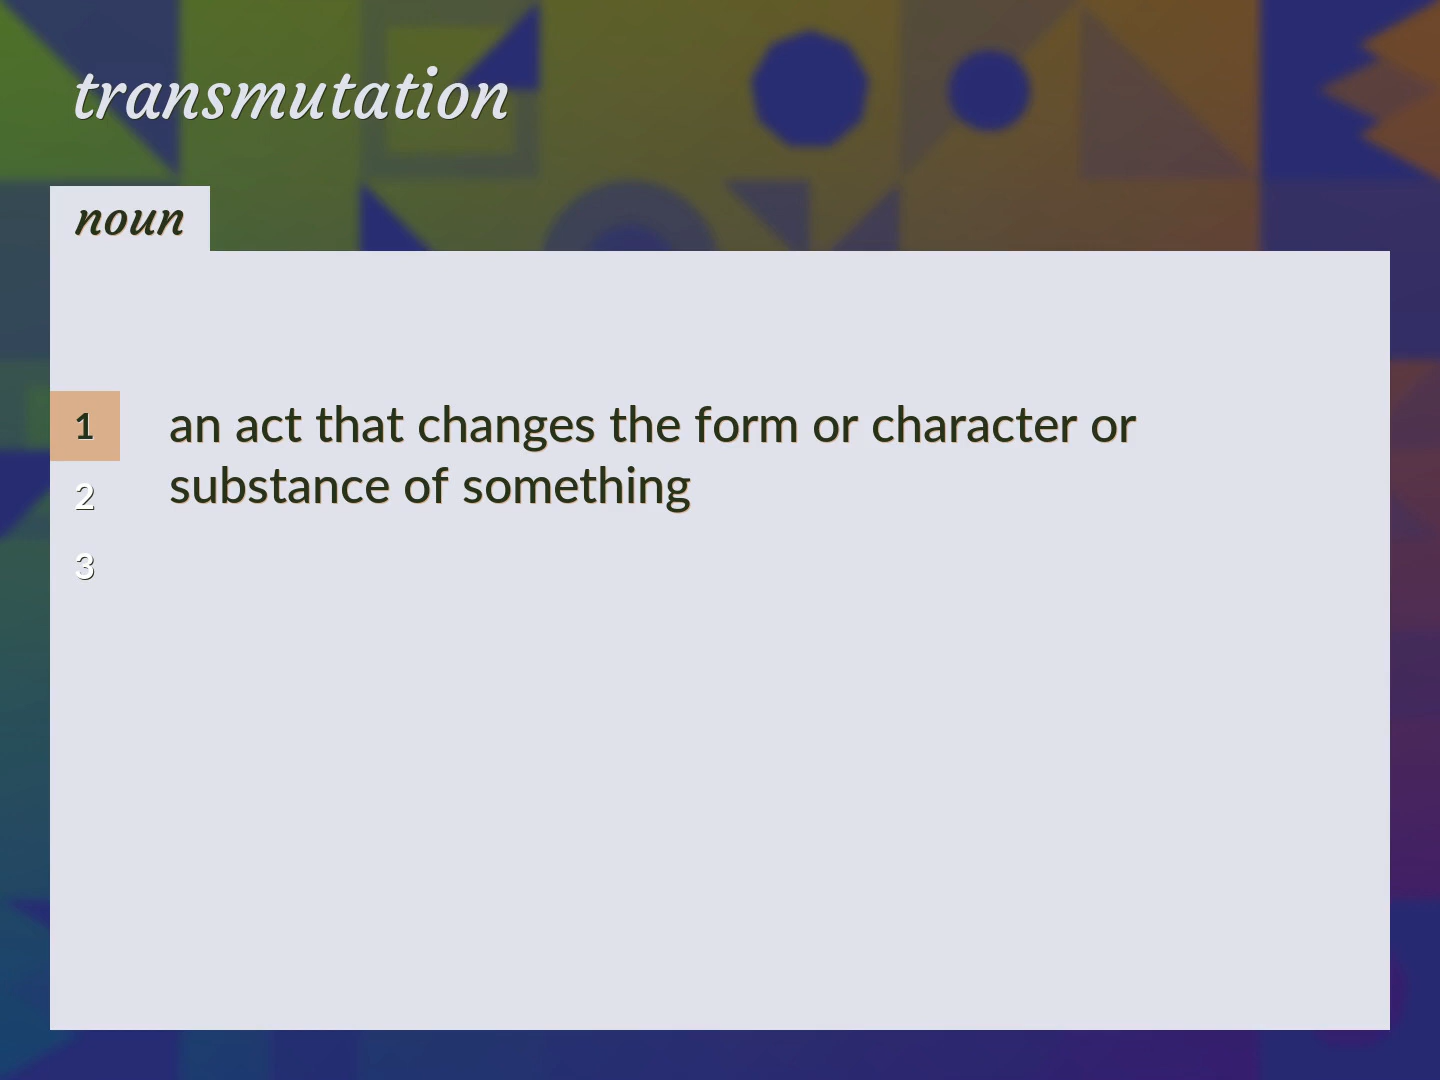 transmutation
noun
1
an act that changes the form or character or
substance of something
2
3